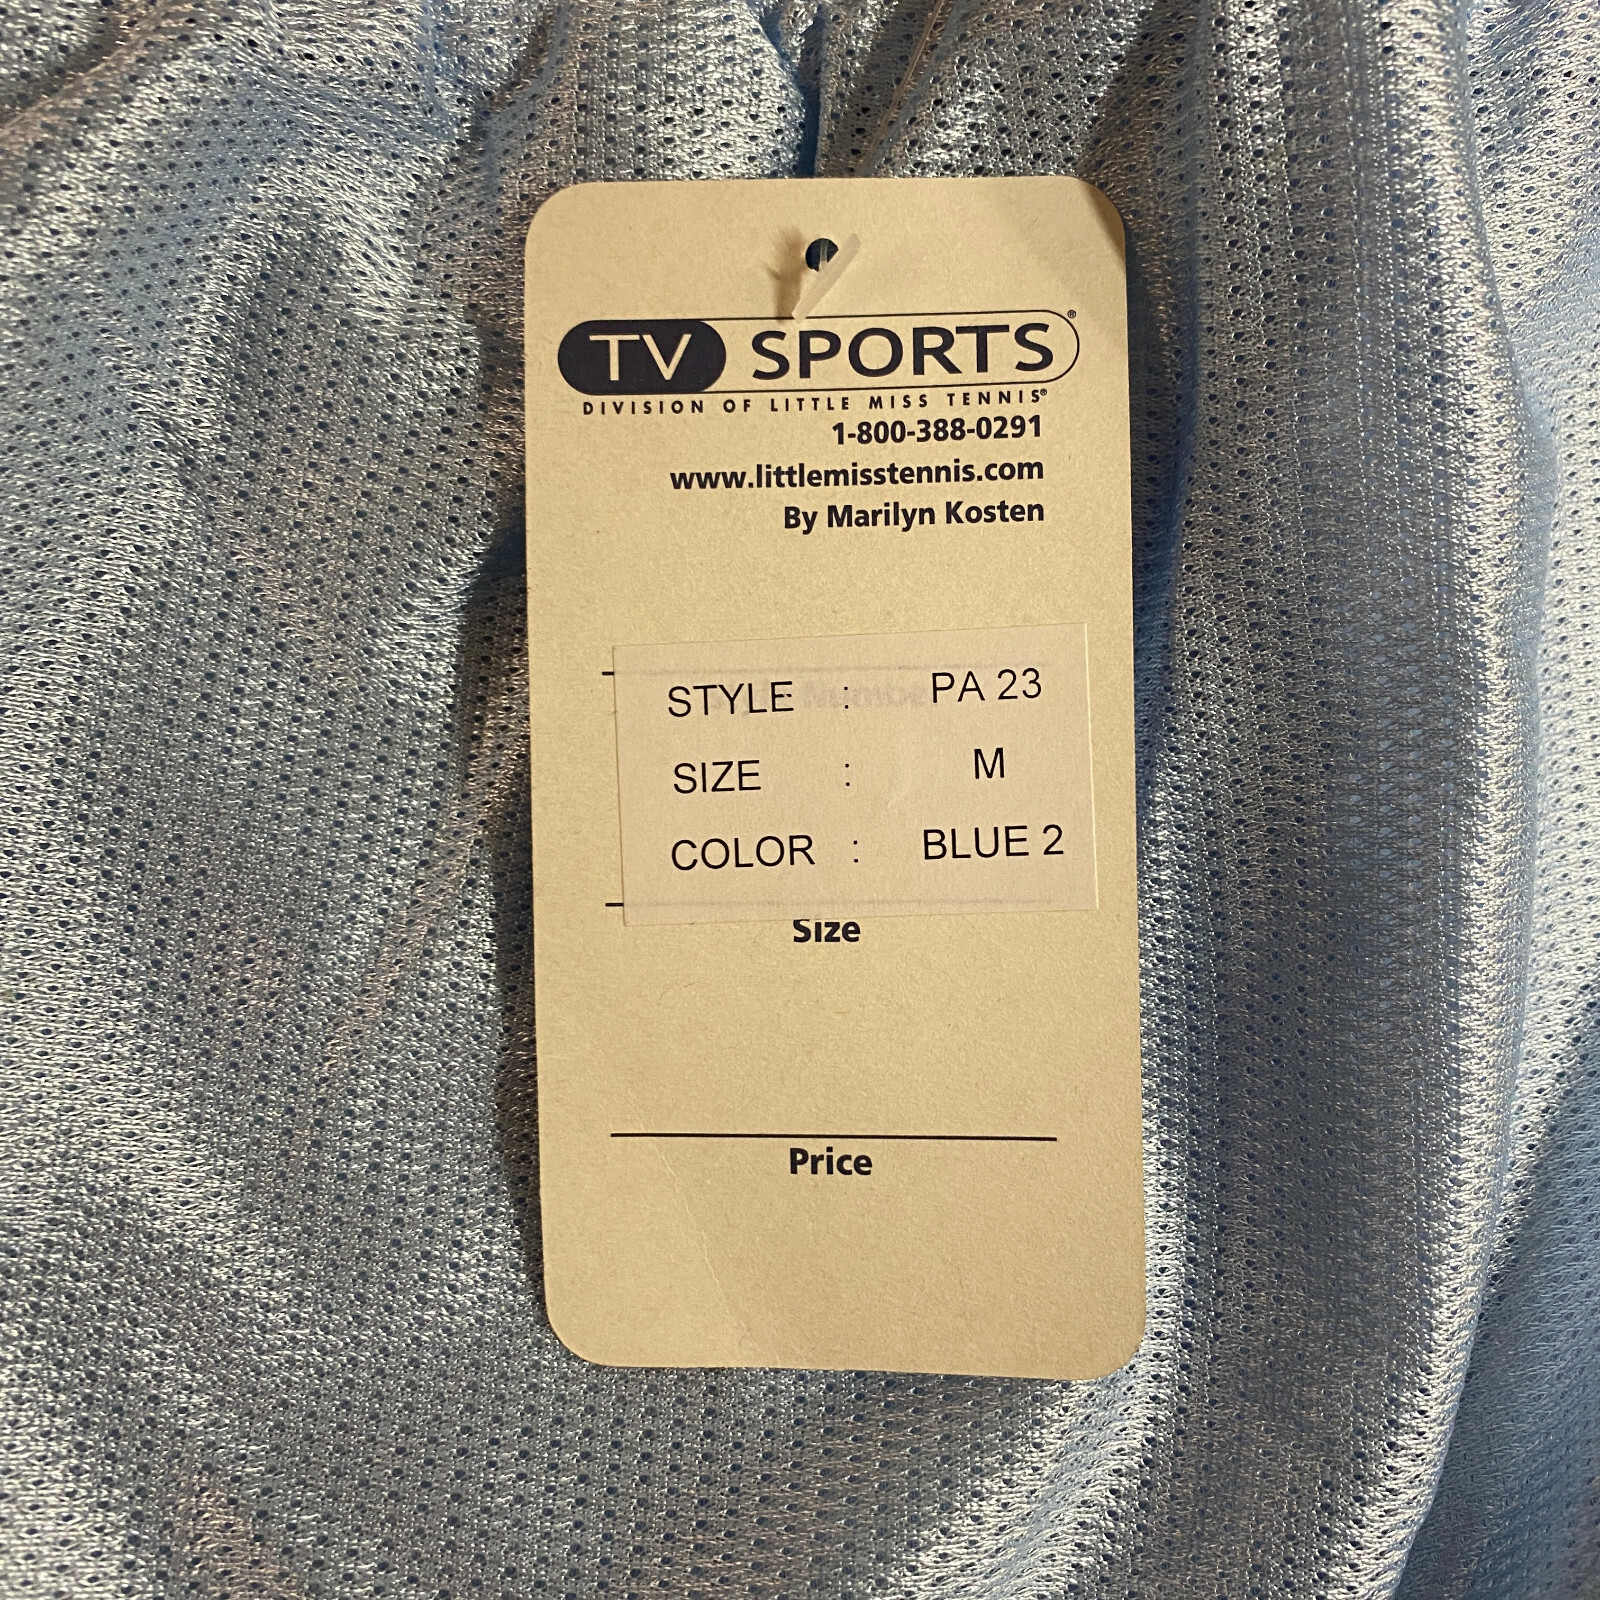 TV SPORTS®
DIVISION OF LITTLE MISS TENNIS®
1-800-388-0291
www.littlemisstennis.com
By Marilyn Kosten
STYLE : PA 23
SIZE : M
COLOR : BLUE 2
Size
Price